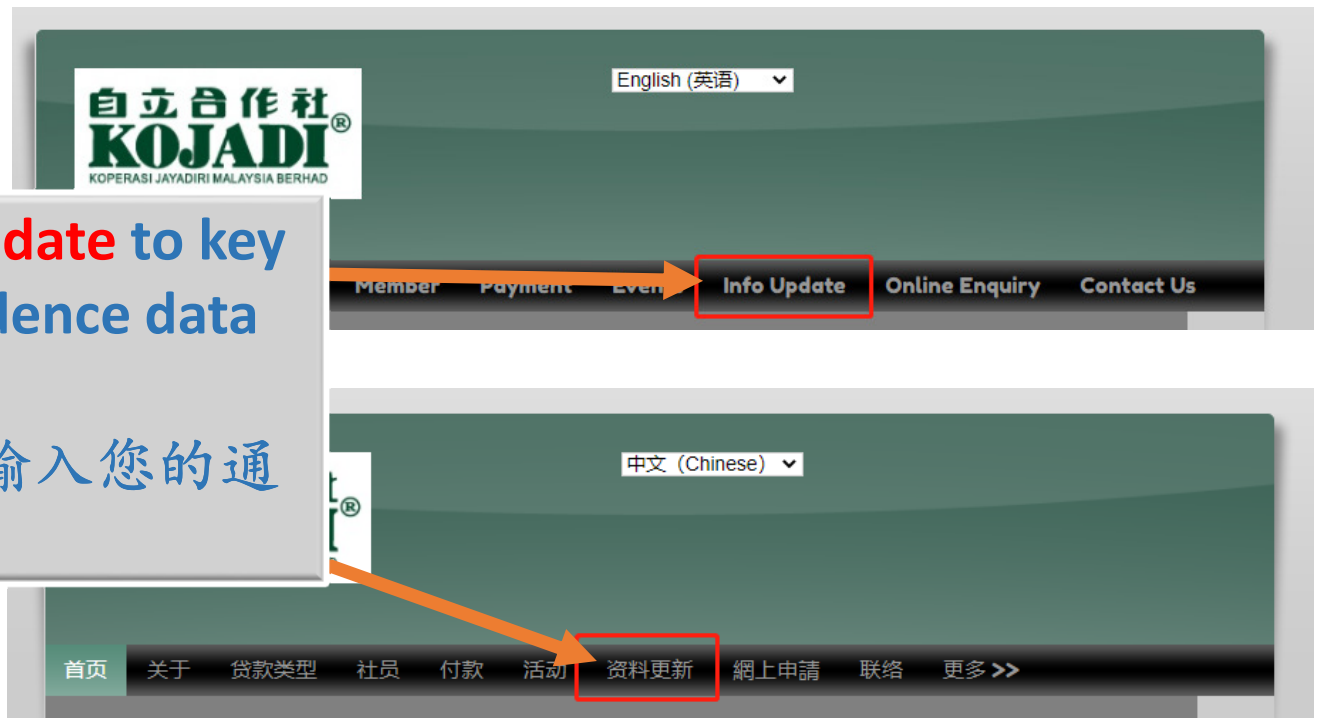 English (英语)
自立合作社
KOJADI®
KOPERASI JAYADIRI MALAYSIA BERHAD
date to key
dence data
输入您的通
Member Payment Info Update Online Enquiry Contact Us
中文（Chinese）
®
首页 关于 贷款类型 社员 付款 活动 资料更新 網上申請 联络 更多 >>